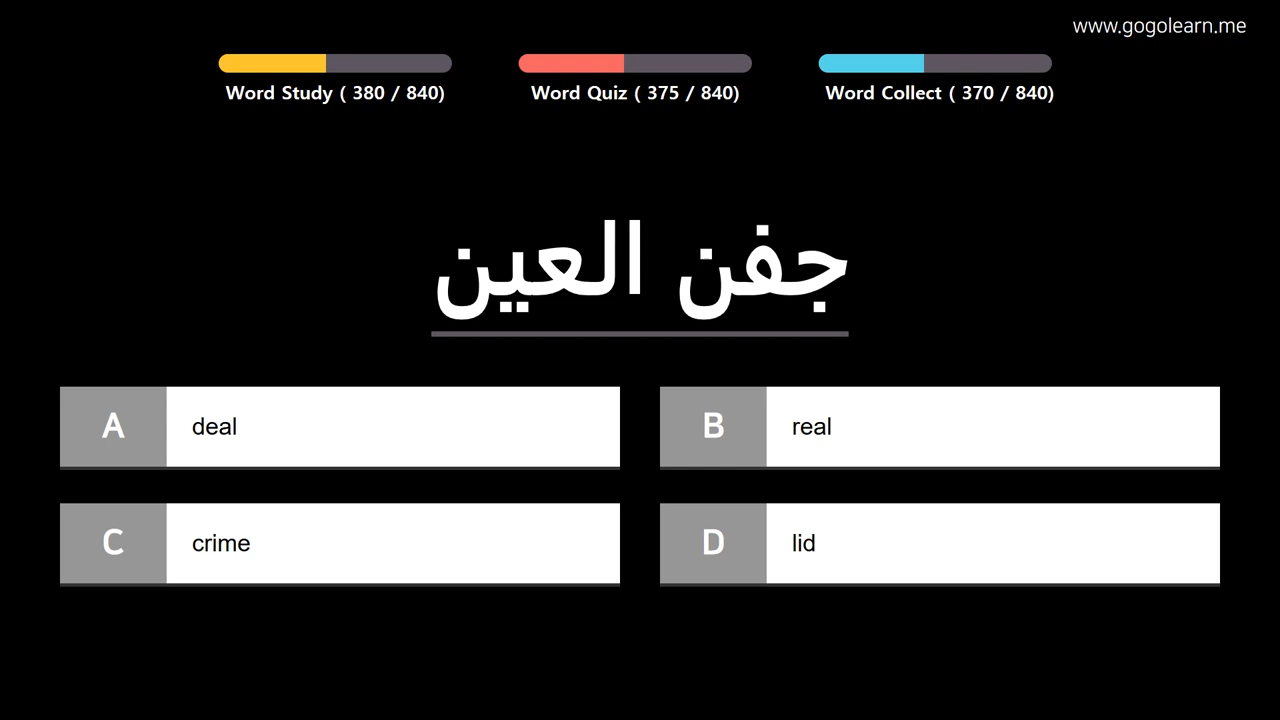 www.gogolearn.me
Word Study ( 380 / 840)
Word Quiz ( 375 / 840)
Word Collect ( 370 / 840)
جفن العين
A deal
B real
C crime
D lid